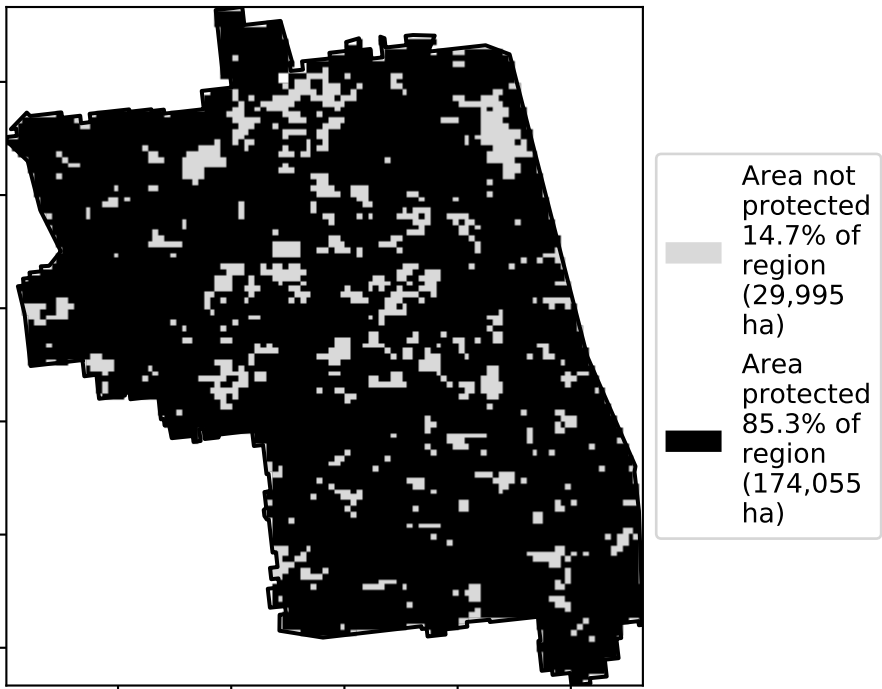 Area not
protected
14.7% of
region
(29,995
ha)
Area
protected
85.3% of
region
(174,055
ha)